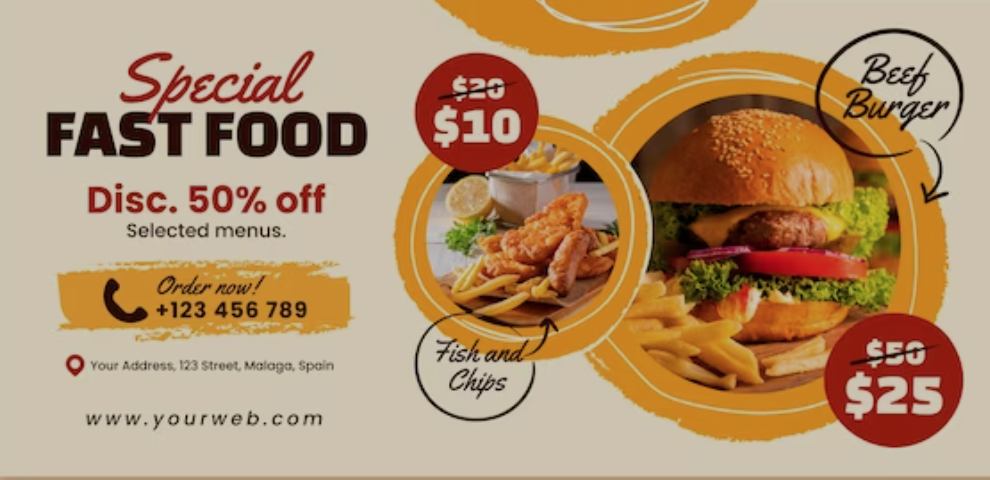 Special
FAST FOOD
Disc. 50% off
Selected menus.
Order now!
+123 456 789
Your Address, 123 Street, Malaga, Spain
www.yourweb.com
$20
$10
Fish and
Chips
Beef
Burger
$50
$25